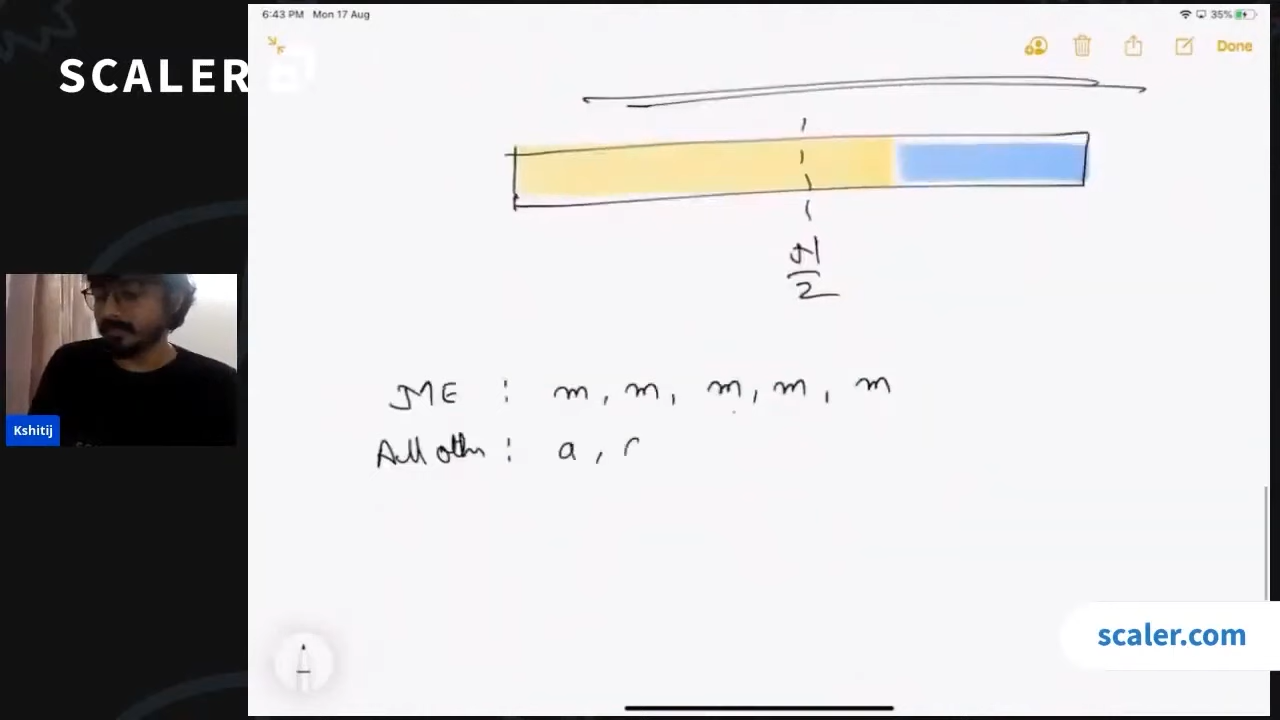 6:43 PM Mon 17 Aug
35%
Done
SCALER
N/2
ME : m, m, m, m, m
Kshitij
All oth :  a,
scaler.com